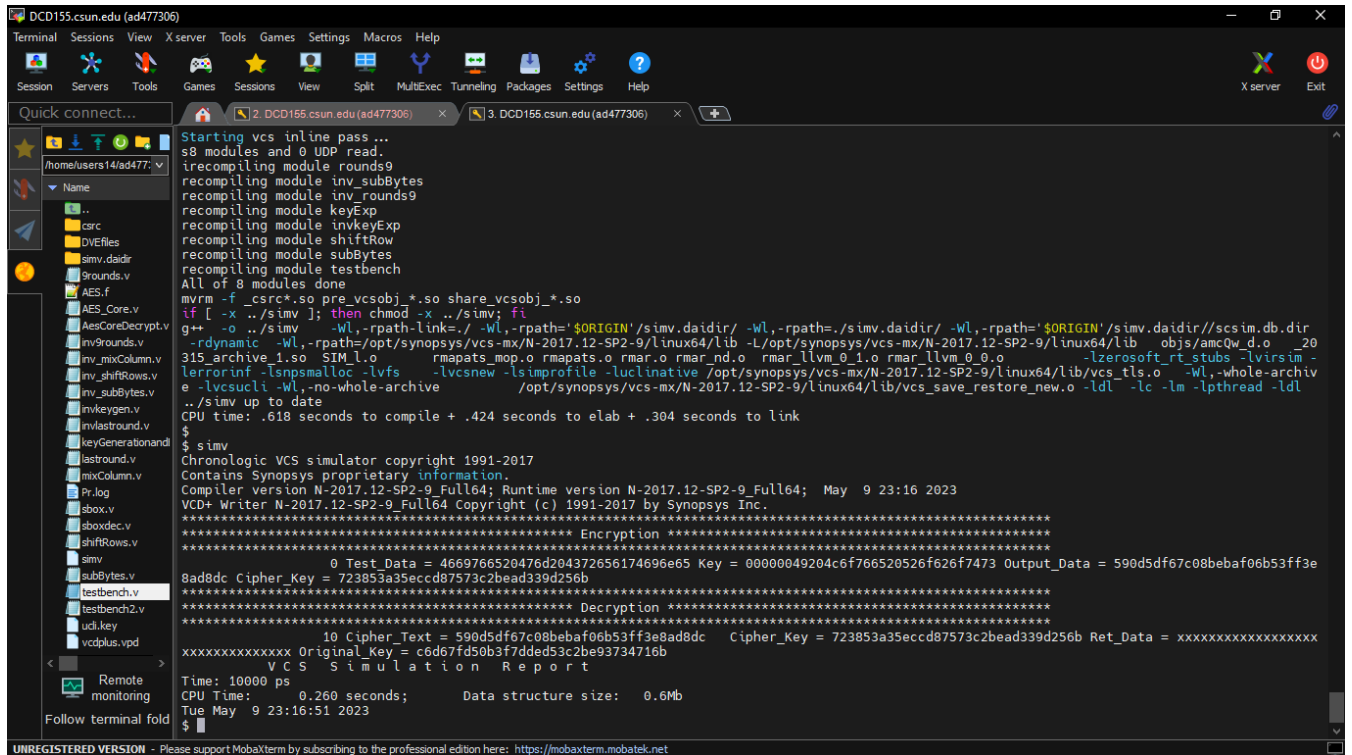 DCD155.csun.edu (ad477306)
Terminal Sessions View X server Tools Games Settings Macros Help
Session Servers Tools Games Sessions View Split MultiExec Tunneling Packages Settings Help X server Exit
Quick connect...
2. DCD155.csun.edu (ad477306)
3. DCD155.csun.edu (ad477306)
/home/users14/ad477:
Name
..
csrc
DVEfiles
simv.daidir
9rounds.v
AES.f
AES_Core.v
AesCoreDecrypt.v
inv9rounds.v
inv_mixColumn.v
inv_shiftRows.v
inv_subBytes.v
invkeygen.v
invlastround.v
keyGenerationandl
lastround.v
mixColumn.v
Pr.log
sbox.v
sboxdec.v
shiftRows.v
simv
subBytes.v
testbench.v
testbench2.v
ucli.key
vcdplus.vpd
Remote
monitoring
Follow terminal fold
Starting vcs inline pass...
s8 modules and 0 UDP read.
irecompiling module rounds9
recompiling module inv_subBytes
recompiling module inv_rounds9
recompiling module keyExp
recompiling module invkeyExp
recompiling module shiftRow
recompiling module subBytes
recompiling module testbench
All of 8 modules done
mvrm -f _csrc*.so pre_vcsobj_*.so share_vcsobj_*.so
if [ -x ../simv ]; then chmod -x ../simv; fi
g++ -o ../simv -Wl,-rpath-link=./ -Wl,-rpath='$ORIGIN'/simv.daidir/ -Wl,-rpath=./simv.daidir/ -Wl,-rpath='$ORIGIN'/simv.daidir//scsim.db.dir
-rdynamic -Wl,-rpath=/opt/synopsys/vcs-mx/N-2017.12-SP2-9/linux64/lib -L/opt/synopsys/vcs-mx/N-2017.12-SP2-9/linux64/lib objs/amcQw_d.o _20
315_archive_1.so SIM_l.o rmapats_mop.o rmapats.o rmar.o rmar_nd.o rmar_llvm_0_1.o rmar_llvm_0_0.o -lzerosoft_rt_stubs -lvirsim -
lerrorinf -lsnpsmalloc -lvfs -lvcsnew -lsimprofile -luclinative /opt/synopsys/vcs-mx/N-2017.12-SP2-9/linux64/lib/vcs_tls.o -Wl,-whole-archiv
e -lvcsucli -Wl,-no-whole-archive /opt/synopsys/vcs-mx/N-2017.12-SP2-9/linux64/lib/vcs_save_restore_new.o -ldl -lc -lm -lpthread -ldl
../simv up to date
CPU time: .618 seconds to compile + .424 seconds to elab + .304 seconds to link
$
$ simv
Chronologic VCS simulator copyright 1991-2017
Contains Synopsys proprietary information.
Compiler version N-2017.12-SP2-9_Full64; Runtime version N-2017.12-SP2-9_Full64; May 9 23:16 2023
VCD+ Writer N-2017.12-SP2-9_Full64 Copyright (c) 1991-2017 by Synopsys Inc.
*************************************************************************************************************
************************************************* Encryption ************************************************
*************************************************************************************************************
0 Test_Data = 4669766520476d204372656174696e65 Key = 00000049204c6f766520526f626f7473 Output_Data = 590d5df67c08bebaf06b53ff3e
8ad8dc Cipher_Key = 723853a35eccd87573c2bead339d256b
*************************************************************************************************************
************************************************* Decryption ************************************************
*************************************************************************************************************
10 Cipher_Text = 590d5df67c08bebaf06b53ff3e8ad8dc Cipher_Key = 723853a35eccd87573c2bead339d256b Ret_Data = xxxxxxxxxxxxxxxxxx
xxxxxxxxxxxxxx Original_Key = c6d67fd50b3f7dded53c2be93734716b
V C S S i m u l a t i o n R e p o r t
Time: 10000 ps
CPU Time: 0.260 seconds; Data structure size: 0.6Mb
Tue May 9 23:16:51 2023
$
UNREGISTERED VERSION - Please support MobaXterm by subscribing to the professional edition here: https://mobaxterm.mobatek.net